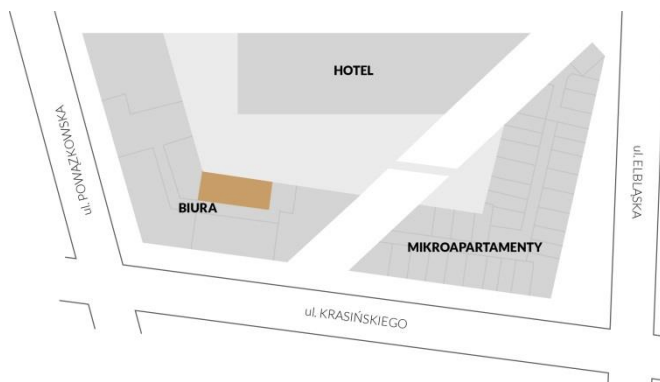 HOTEL
ul. POWĄZKOWSKA
ul. ELBLĄSKA
BIURA
MIKROAPARTAMENTY
ul. KRASIŃSKIEGO